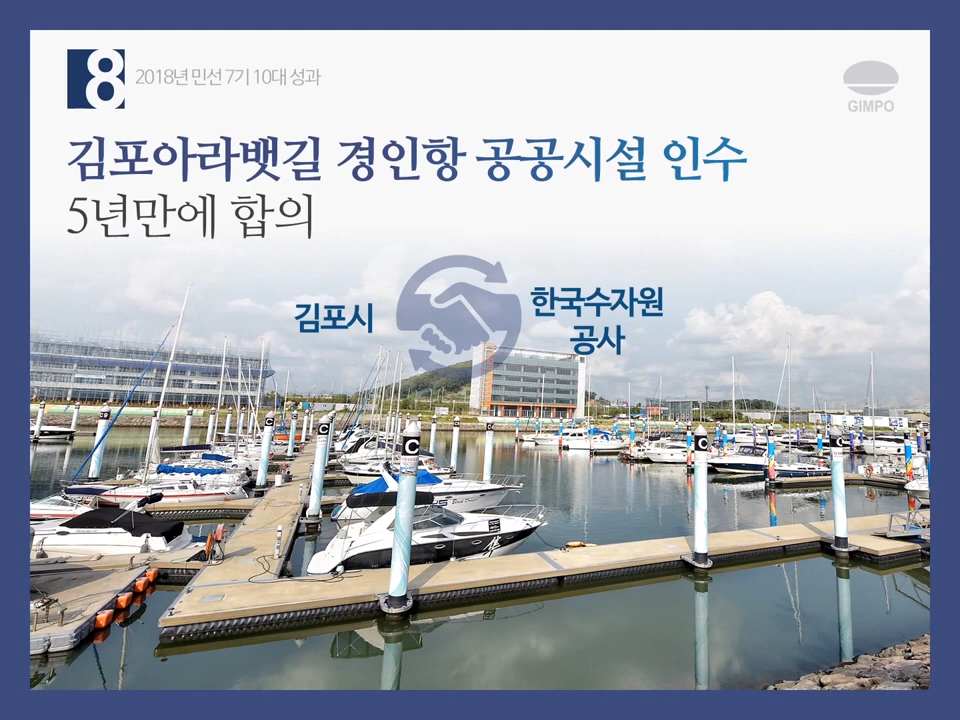 8
2018년 민선 7기 10대 성과
GIMPO
김포아라뱃길 경인항 공공시설 인수
5년만에 합의
김포시
한국수자원
공사
C
C
C
C
C